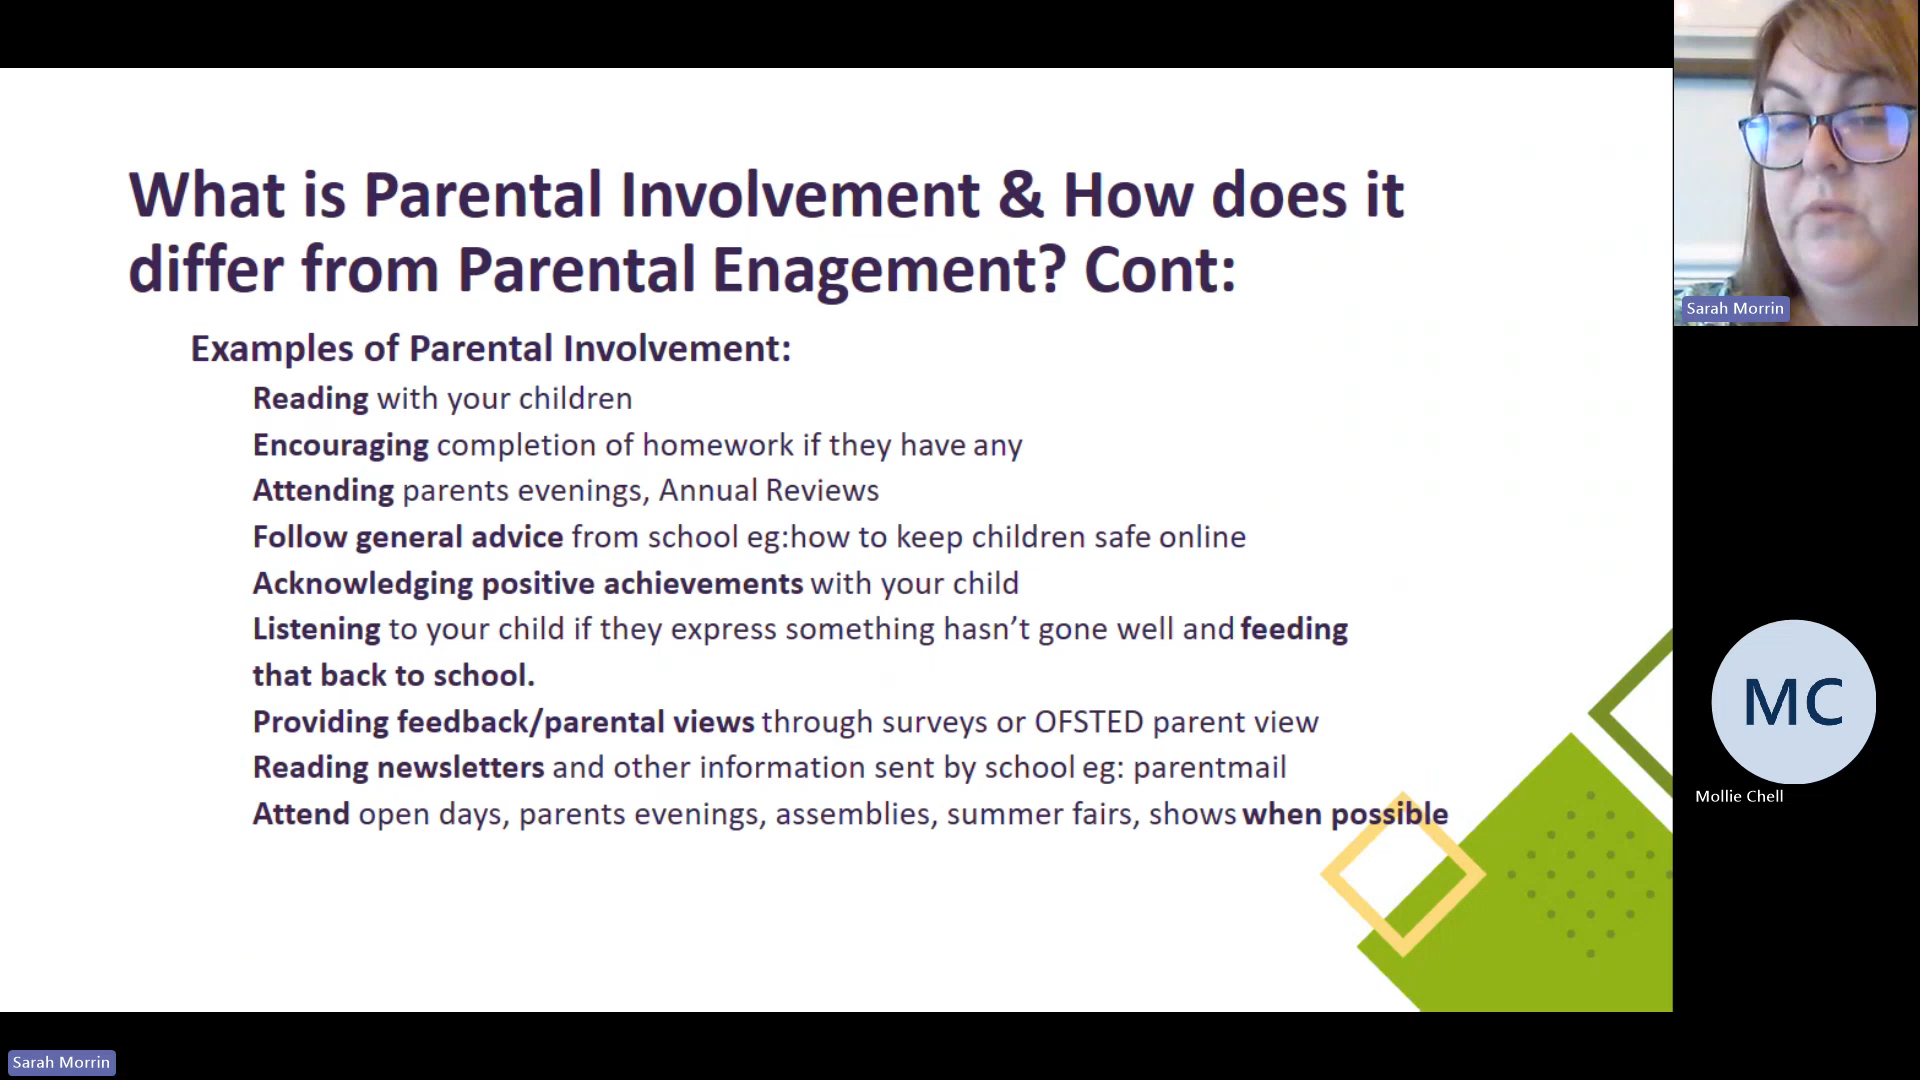 What is Parental Involvement & How does it
differ from Parental Enagement? Cont:
Examples of Parental Involvement:
Reading with your children
Encouraging completion of homework if they have any
Attending parents evenings, Annual Reviews
Follow general advice from school eg:how to keep children safe online
Acknowledging positive achievements with your child
Listening to your child if they express something hasn't gone well and feeding
that back to school.
Providing feedback/parental views through surveys or OFSTED parent view
Reading newsletters and other information sent by school eg: parentmail
Attend open days, parents evenings, assemblies, summer fairs, shows when possible
Sarah Morrin
MC
Mollie Chell
Sarah Morrin